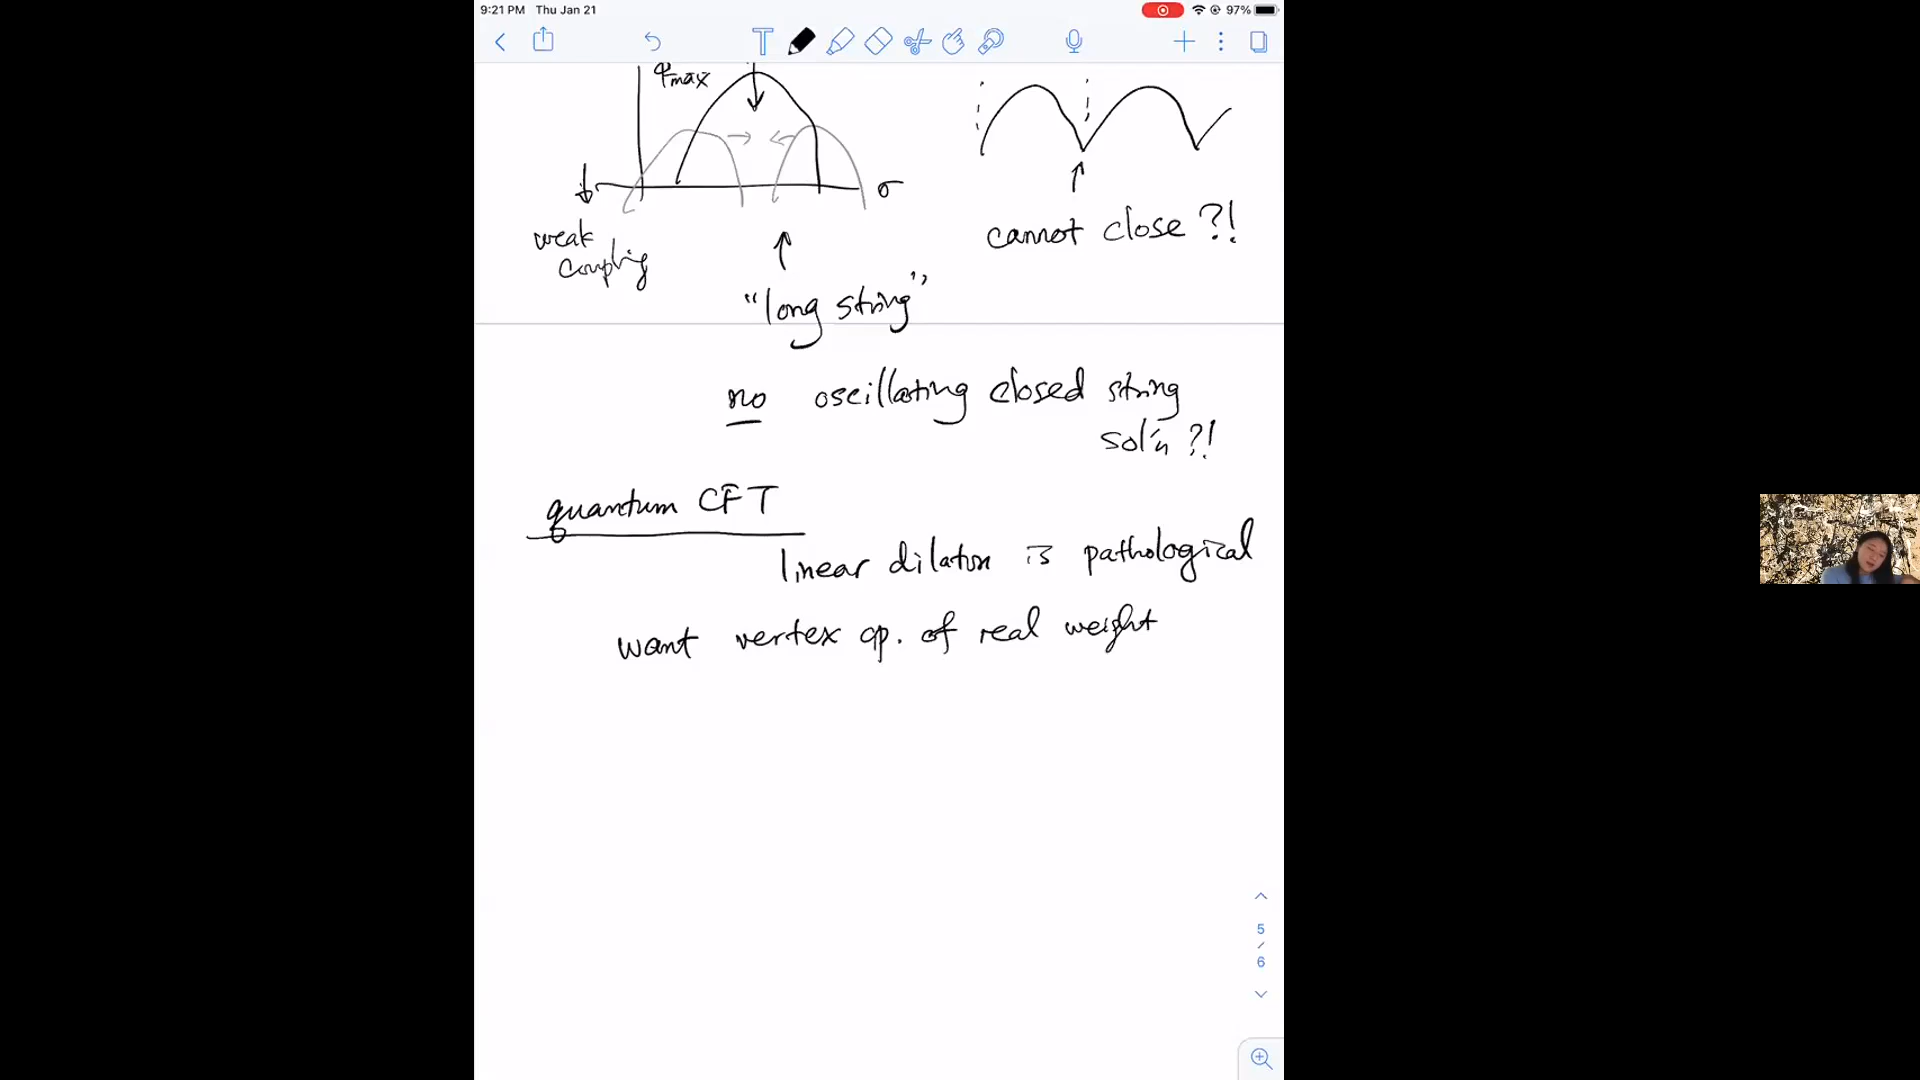 9:21 PM Thu Jan 21
97%
φmax
σ
weak
coupling
cannot close ?!
"long string"
no oscillating closed string
sol'n ?!
quantum CFT
linear dilaton is pathological
want vertex op. of real weight
5
/
6